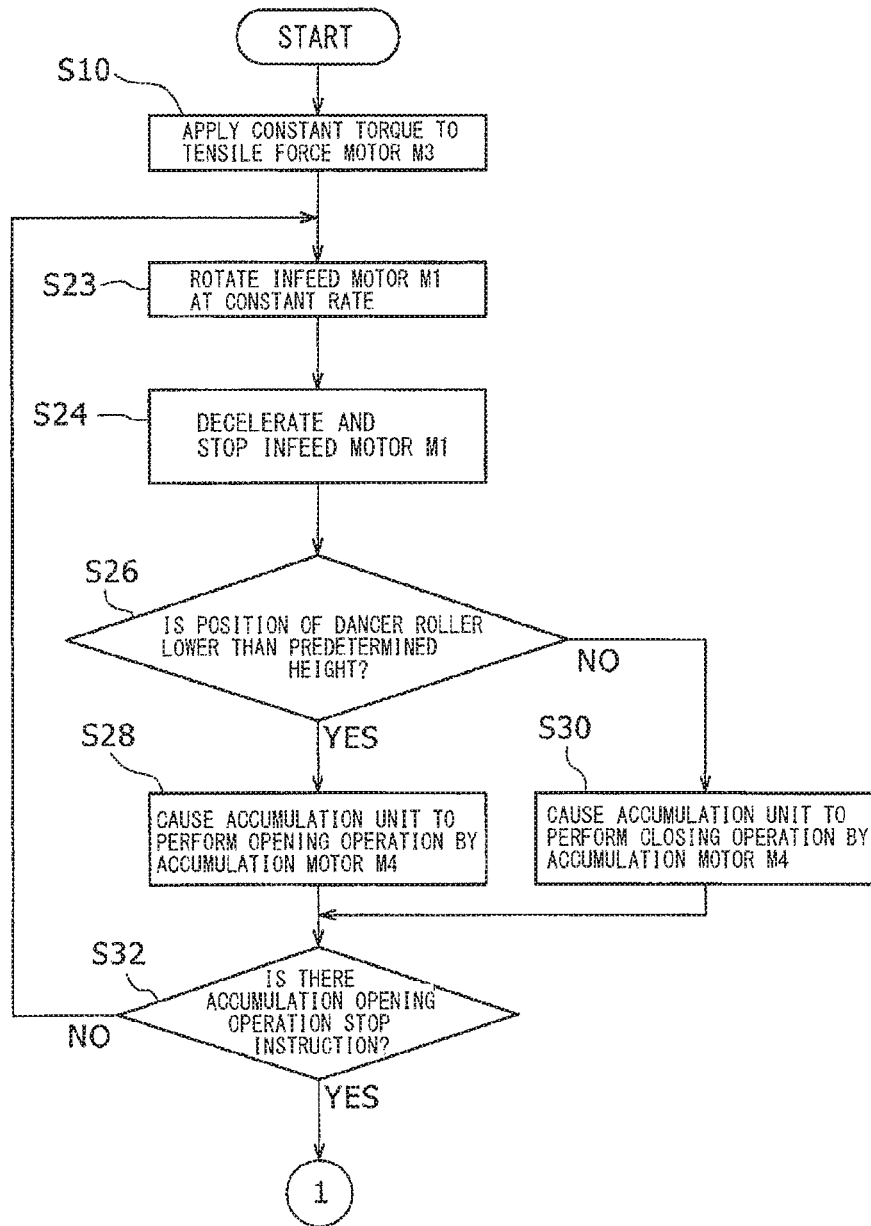 START
S10
APPLY CONSTANT TORQUE TO
TENSILE FORCE MOTOR M3
S23
ROTATE INFEED MOTOR M1
AT CONSTANT RATE
S24
DECELERATE AND
STOP INFEED MOTOR M1
S26
IS POSITION OF DANCER ROLLER
LOWER THAN PREDETERMINED
HEIGHT?
NO
YES
S28
CAUSE ACCUMULATION UNIT TO
PERFORM OPENING OPERATION BY
ACCUMULATION MOTOR M4
S30
CAUSE ACCUMULATION UNIT TO
PERFORM CLOSING OPERATION BY
ACCUMULATION MOTOR M4
S32
IS THERE
ACCUMULATION OPENING
OPERATION STOP
INSTRUCTION?
NO
YES
1